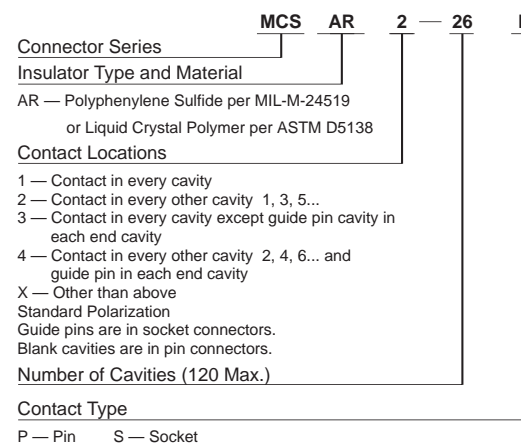 MCS AR 2 — 26
Connector Series
Insulator Type and Material
AR — Polyphenylene Sulfide per MIL-M-24519
or Liquid Crystal Polymer per ASTM D5138
Contact Locations
1 — Contact in every cavity
2 — Contact in every other cavity 1, 3, 5...
3 — Contact in every cavity except guide pin cavity in
each end cavity
4 — Contact in every other cavity 2, 4, 6... and
guide pin in each end cavity
X — Other than above
Standard Polarization
Guide pins are in socket connectors.
Blank cavities are in pin connectors.
Number of Cavities (120 Max.)
Contact Type
P — Pin S — Socket